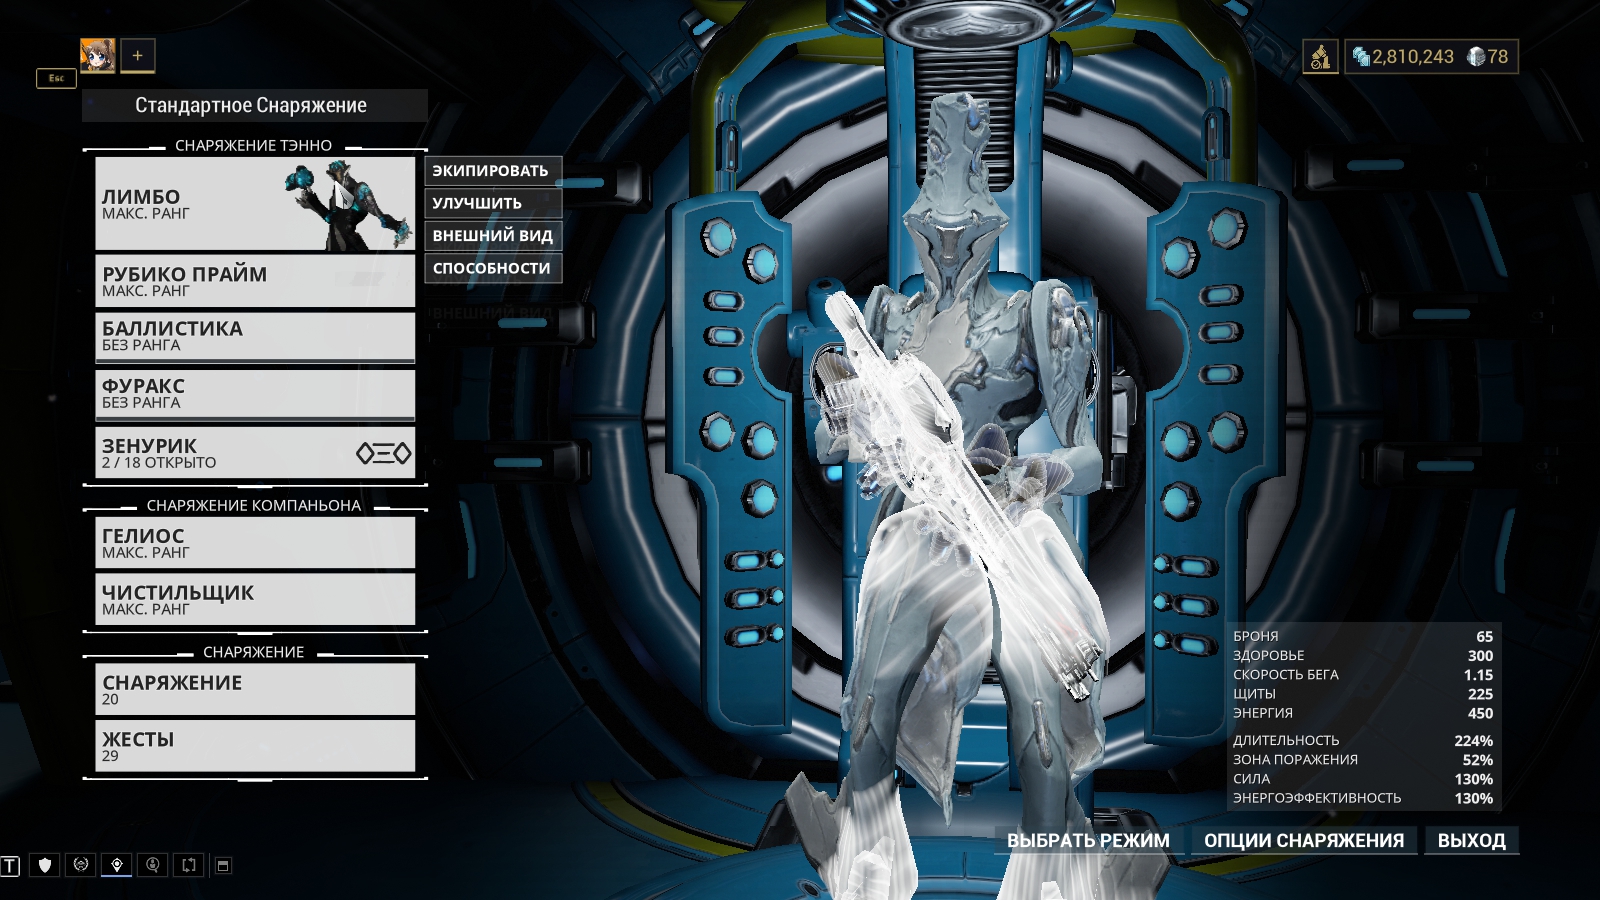 Esc
+
2,810,243
78
Стандартное Снаряжение
СНАРЯЖЕНИЕ ТЭННО
ЛИМБО
МАКС. РАНГ
ЭКИПИРОВАТЬ
УЛУЧШИТЬ
ВНЕШНИЙ ВИД
СПОСОБНОСТИ
РУБИКО ПРАЙМ
МАКС. РАНГ
ВНЕШНИЙ ВИД
БАЛЛИСТИКА
БЕЗ РАНГА
ФУРАКС
БЕЗ РАНГА
ЗЕНУРИК
2 / 18 ОТКРЫТО
СНАРЯЖЕНИЕ КОМПАНЬОНА
ГЕЛИОС
МАКС. РАНГ
ЧИСТИЛЬЩИК
МАКС. РАНГ
СНАРЯЖЕНИЕ
СНАРЯЖЕНИЕ
20
ЖЕСТЫ
29
БРОНЯ 65
ЗДОРОВЬЕ 300
СКОРОСТЬ БЕГА 1.15
ЩИТЫ 225
ЭНЕРГИЯ 450
ДЛИТЕЛЬНОСТЬ 224%
ЗОНА ПОРАЖЕНИЯ 52%
СИЛА 130%
ЭНЕРГОЭФФЕКТИВНОСТЬ 130%
ВЫБРАТЬ РЕЖИМ
ОПЦИИ СНАРЯЖЕНИЯ
ВЫХОД
T